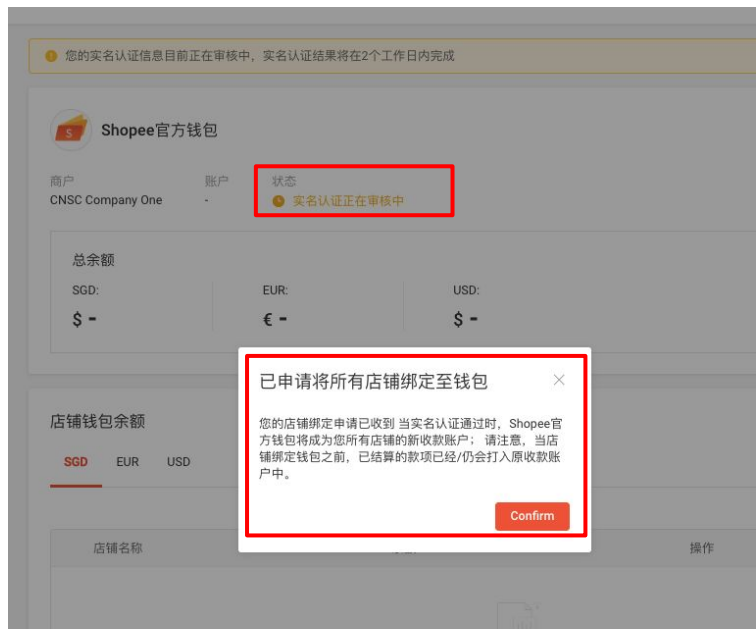 您的实名认证信息目前正在审核中，实名认证结果将在2个工作日内完成
Shopee官方钱包
商户
账户
状态
CNSC Company One
-
实名认证正在审核中
总余额
SGD:
EUR:
USD:
$ -
€ -
$ -
已申请将所有店铺绑定至钱包
您的店铺绑定申请已收到 当实名认证通过时，Shopee官
方钱包将成为您所有店铺的新收款账户； 请注意，当店
铺绑定钱包之前，已结算的款项已经/仍会打入原收款账
户中。
Confirm
店铺钱包余额
SGD
EUR
USD
店铺名称
操作